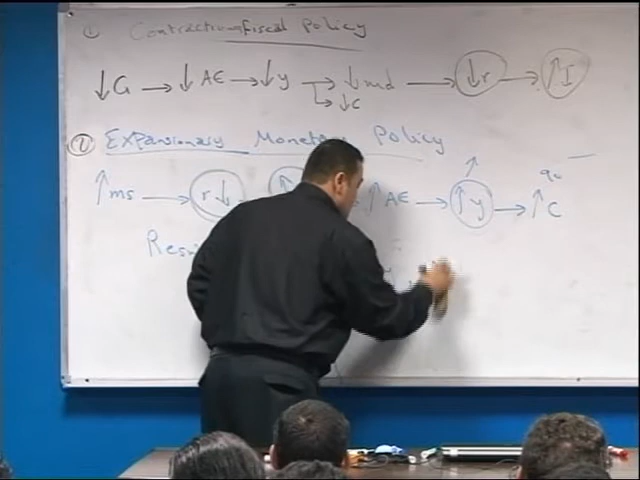 ① Contractionary Fiscal Policy
↓G → ↓AE → ↓y → ↓md → ↓r → ↑I
↳ ↓C
② Expansionary Monetary Policy
↑ms → r↓ ↑ ↑AE → ↑y → ↑C